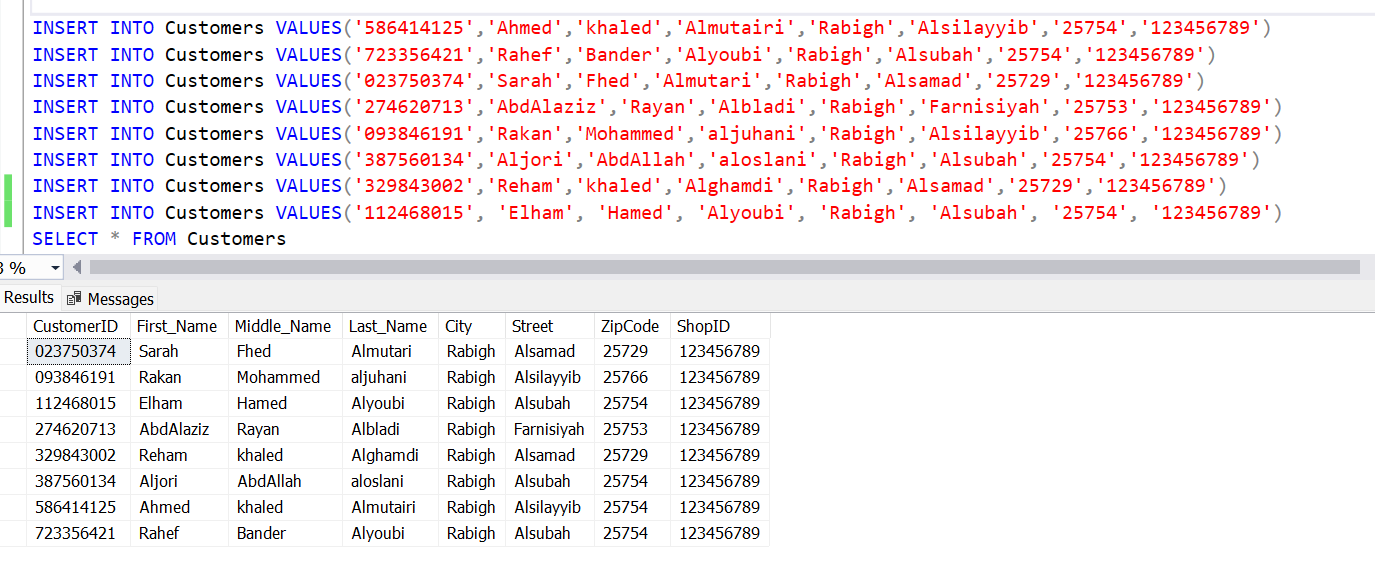 INSERT INTO Customers VALUES('586414125','Ahmed','khaled','Almutairi','Rabigh','Alsilayyib','25754','123456789')
INSERT INTO Customers VALUES('723356421','Rahef','Bander','Alyoubi','Rabigh','Alsubah','25754','123456789')
INSERT INTO Customers VALUES('023750374','Sarah','Fhed','Almutari','Rabigh','Alsamad','25729','123456789')
INSERT INTO Customers VALUES('274620713','AbdAlaziz','Rayan','Albladi','Rabigh','Farnisiyah','25753','123456789')
INSERT INTO Customers VALUES('093846191','Rakan','Mohammed','aljuhani','Rabigh','Alsilayyib','25766','123456789')
INSERT INTO Customers VALUES('387560134','Aljori','AbdAllah','aloslani','Rabigh','Alsubah','25754','123456789')
INSERT INTO Customers VALUES('329843002','Reham','khaled','Alghamdi','Rabigh','Alsamad','25729','123456789')
INSERT INTO Customers VALUES('112468015', 'Elham', 'Hamed', 'Alyoubi', 'Rabigh', 'Alsubah', '25754', '123456789')
SELECT * FROM Customers
%
Results Messages
CustomerID First_Name Middle_Name Last_Name City Street ZipCode ShopID
023750374 Sarah Fhed Almutari Rabigh Alsamad 25729 123456789
093846191 Rakan Mohammed aljuhani Rabigh Alsilayyib 25766 123456789
112468015 Elham Hamed Alyoubi Rabigh Alsubah 25754 123456789
274620713 AbdAlaziz Rayan Albladi Rabigh Farnisiyah 25753 123456789
329843002 Reham khaled Alghamdi Rabigh Alsamad 25729 123456789
387560134 Aljori AbdAllah aloslani Rabigh Alsubah 25754 123456789
586414125 Ahmed khaled Almutairi Rabigh Alsilayyib 25754 123456789
723356421 Rahef Bander Alyoubi Rabigh Alsubah 25754 123456789